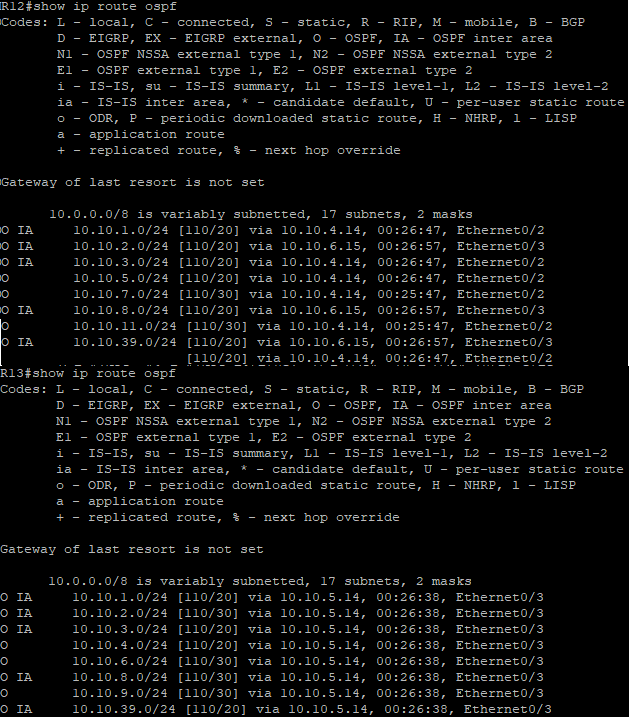 R12#show ip route ospf
Codes: L - local, C - connected, S - static, R - RIP, M - mobile, B - BGP
D - EIGRP, EX - EIGRP external, O - OSPF, IA - OSPF inter area
N1 - OSPF NSSA external type 1, N2 - OSPF NSSA external type 2
E1 - OSPF external type 1, E2 - OSPF external type 2
i - IS-IS, su - IS-IS summary, L1 - IS-IS level-1, L2 - IS-IS level-2
ia - IS-IS inter area, * - candidate default, U - per-user static route
o - ODR, P - periodic downloaded static route, H - NHRP, l - LISP
a - application route
+ - replicated route, % - next hop override
Gateway of last resort is not set
10.0.0.0/8 is variably subnetted, 17 subnets, 2 masks
O IA 10.10.1.0/24 [110/20] via 10.10.4.14, 00:26:47, Ethernet0/2
O IA 10.10.2.0/24 [110/20] via 10.10.6.15, 00:26:57, Ethernet0/3
O IA 10.10.3.0/24 [110/20] via 10.10.4.14, 00:26:47, Ethernet0/2
O 10.10.5.0/24 [110/20] via 10.10.4.14, 00:26:47, Ethernet0/2
O 10.10.7.0/24 [110/30] via 10.10.4.14, 00:25:47, Ethernet0/2
O IA 10.10.8.0/24 [110/20] via 10.10.6.15, 00:26:57, Ethernet0/3
O 10.10.11.0/24 [110/30] via 10.10.4.14, 00:25:47, Ethernet0/2
O IA 10.10.39.0/24 [110/20] via 10.10.6.15, 00:26:57, Ethernet0/3
[110/20] via 10.10.4.14, 00:26:47, Ethernet0/2
R13#show ip route ospf
Codes: L - local, C - connected, S - static, R - RIP, M - mobile, B - BGP
D - EIGRP, EX - EIGRP external, O - OSPF, IA - OSPF inter area
N1 - OSPF NSSA external type 1, N2 - OSPF NSSA external type 2
E1 - OSPF external type 1, E2 - OSPF external type 2
i - IS-IS, su - IS-IS summary, L1 - IS-IS level-1, L2 - IS-IS level-2
ia - IS-IS inter area, * - candidate default, U - per-user static route
o - ODR, P - periodic downloaded static route, H - NHRP, l - LISP
a - application route
+ - replicated route, % - next hop override
Gateway of last resort is not set
10.0.0.0/8 is variably subnetted, 17 subnets, 2 masks
O IA 10.10.1.0/24 [110/20] via 10.10.5.14, 00:26:38, Ethernet0/3
O IA 10.10.2.0/24 [110/30] via 10.10.5.14, 00:26:38, Ethernet0/3
O IA 10.10.3.0/24 [110/20] via 10.10.5.14, 00:26:38, Ethernet0/3
O 10.10.4.0/24 [110/20] via 10.10.5.14, 00:26:38, Ethernet0/3
O 10.10.6.0/24 [110/30] via 10.10.5.14, 00:26:38, Ethernet0/3
O IA 10.10.8.0/24 [110/30] via 10.10.5.14, 00:26:38, Ethernet0/3
O 10.10.9.0/24 [110/30] via 10.10.5.14, 00:26:38, Ethernet0/3
O IA 10.10.39.0/24 [110/20] via 10.10.5.14, 00:26:38, Ethernet0/3